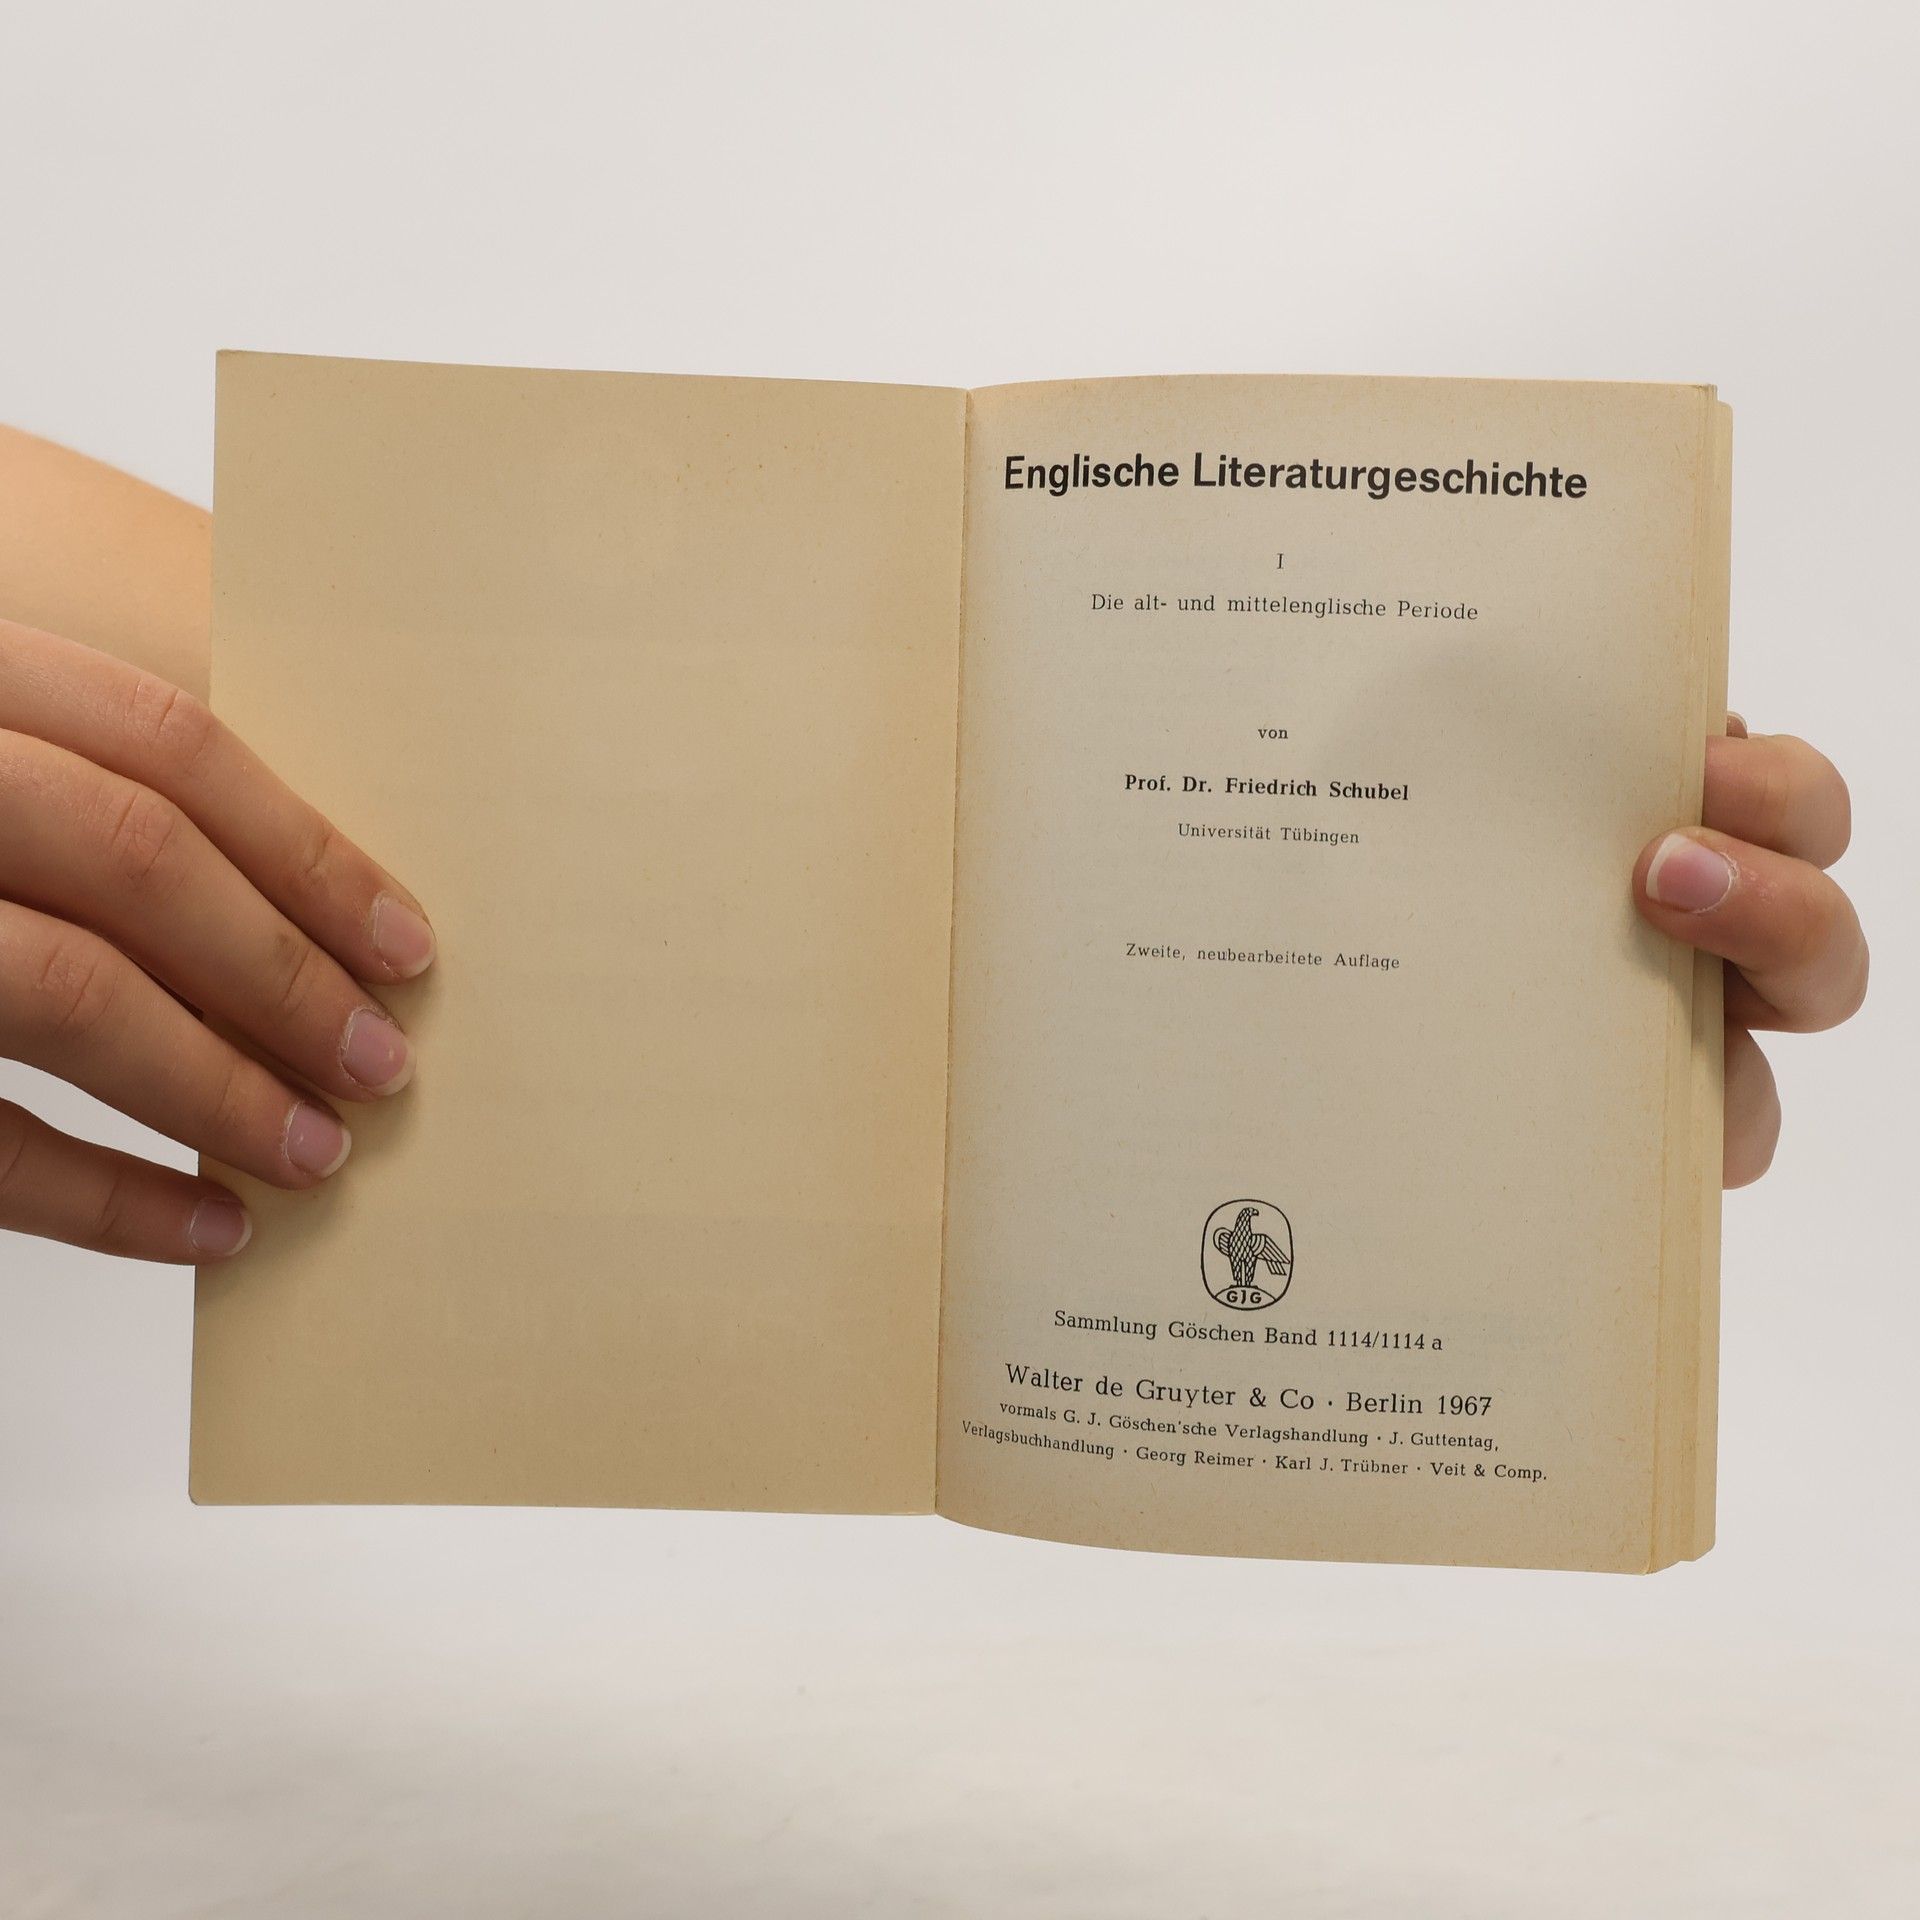 Englische Literaturgeschichte
I
Die alt- und mittelenglische Periode
von
Prof. Dr. Friedrich Schubel
Universität Tübingen
Zweite, neubearbeitete Auflage
GJG
Sammlung Göschen Band 1114/1114 a
Walter de Gruyter & Co · Berlin 1967
vormals G. J. Göschen'sche Verlagshandlung · J. Guttentag,
Verlagsbuchhandlung · Georg Reimer · Karl J. Trübner · Veit & Comp.